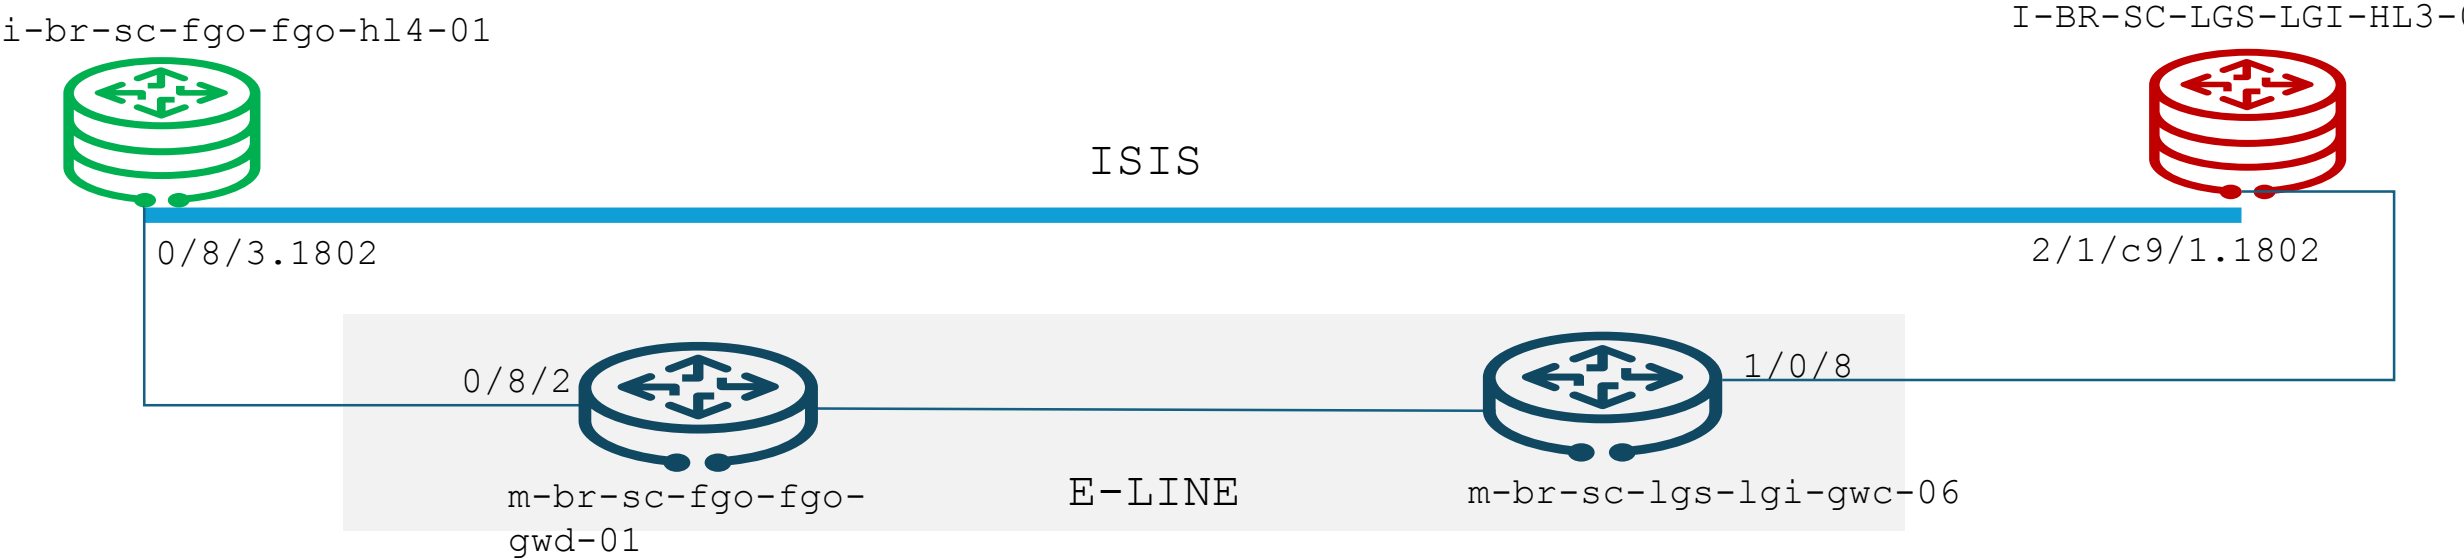 i-br-sc-fgo-fgo-hl4-01
I-BR-SC-LGS-LGI-HL3-
ISIS
0/8/3.1802
2/1/c9/1.1802
0/8/2
1/0/8
m-br-sc-fgo-fgo-
gwd-01
E-LINE
m-br-sc-lgs-lgi-gwc-06